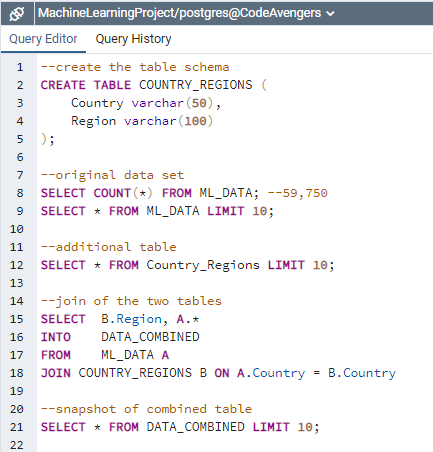 MachineLearningProject/postgres@CodeAvengers
Query Editor Query History
1 --create the table schema
2 CREATE TABLE COUNTRY_REGIONS (
3 Country varchar(50),
4 Region varchar(100)
5 );
6
7 --original data set
8 SELECT COUNT(*) FROM ML_DATA; --59,750
9 SELECT * FROM ML_DATA LIMIT 10;
10
11 --additional table
12 SELECT * FROM Country_Regions LIMIT 10;
13
14 --join of the two tables
15 SELECT B.Region, A.*
16 INTO DATA_COMBINED
17 FROM ML_DATA A
18 JOIN COUNTRY_REGIONS B ON A.Country = B.Country
19
20 --snapshot of combined table
21 SELECT * FROM DATA_COMBINED LIMIT 10;
22